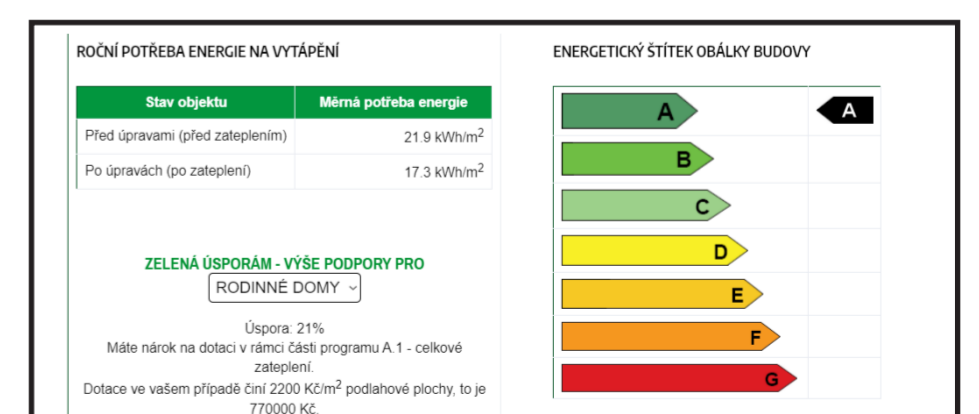 ROČNÍ POTŘEBA ENERGIE NA VYTÁPĚNÍ
Stav objektu Měrná potřeba energie
Před úpravami (před zateplením) 21.9 kWh/m²
Po úpravách (po zateplení) 17.3 kWh/m²
ZELENÁ ÚSPORÁM - VÝŠE PODPORY PRO
RODINNÉ DOMY
Úspora: 21%
Máte nárok na dotaci v rámci části programu A.1 - celkové
zateplení.
Dotace ve vašem případě činí 2200 Kč/m² podlahové plochy, to je
770000 Kč.
ENERGETICKÝ ŠTÍTEK OBÁLKY BUDOVY
A A
B
C
D
E
F
G